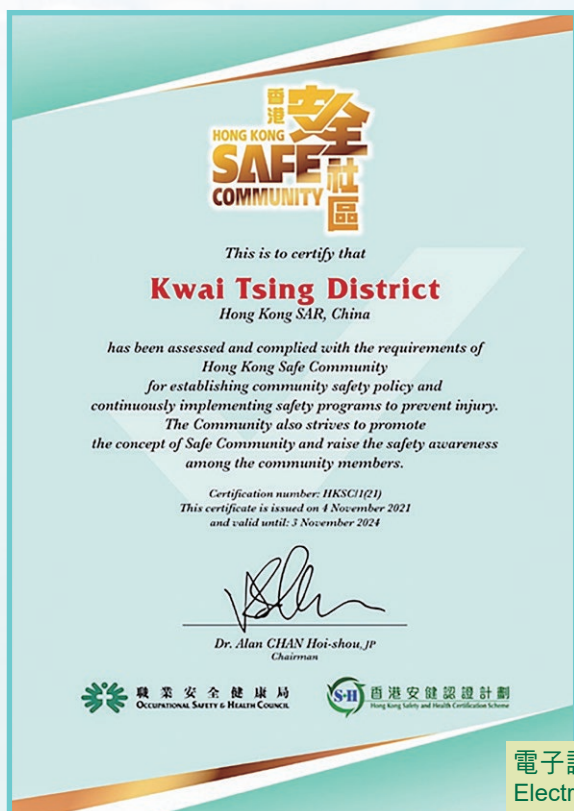 香港
安全
社區
HONG KONG
SAFE
COMMUNITY
This is to certify that
Kwai Tsing District
Hong Kong SAR, China
has been assessed and complied with the requirements of
Hong Kong Safe Community
for establishing community safety policy and
continuously implementing safety programs to prevent injury.
The Community also strives to promote
the concept of Safe Community and raise the safety awareness
among the community members.
Certification number: HKSC/1(21)
This certificate is issued on 4 November 2021
and valid until: 3 November 2024
Dr. Alan CHAN Hoi-shou, JP
Chairman
職業安全健康局
OCCUPATIONAL SAFETY & HEALTH COUNCIL
S+H
香港安健認證計劃
Hong Kong Safety and Health Certification Scheme
電子
Electr